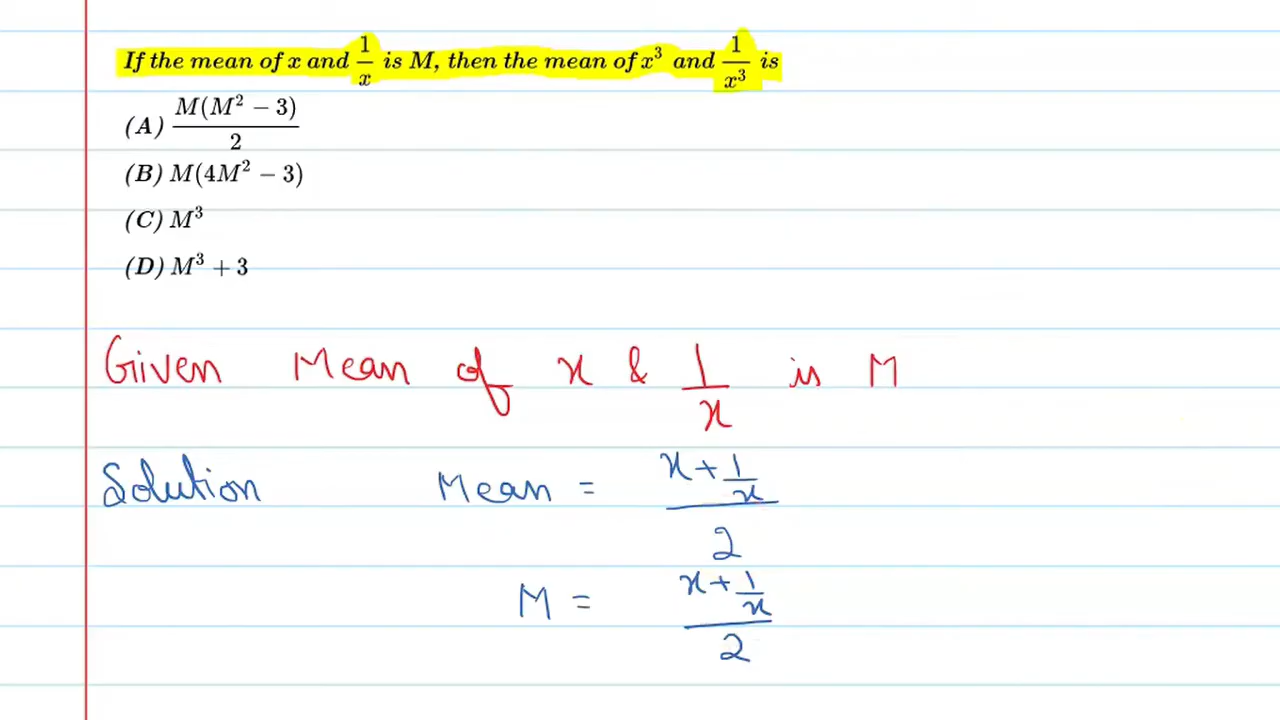 If the mean of x and 1/x is M, then the mean of x³ and 1/x³ is
(A) M(M² − 3)/2
(B) M(4M² − 3)
(C) M³
(D) M³ + 3
Given Mean of x & 1/x is M
Solution Mean = (x + 1/x)/2
M = (x + 1/x)/2